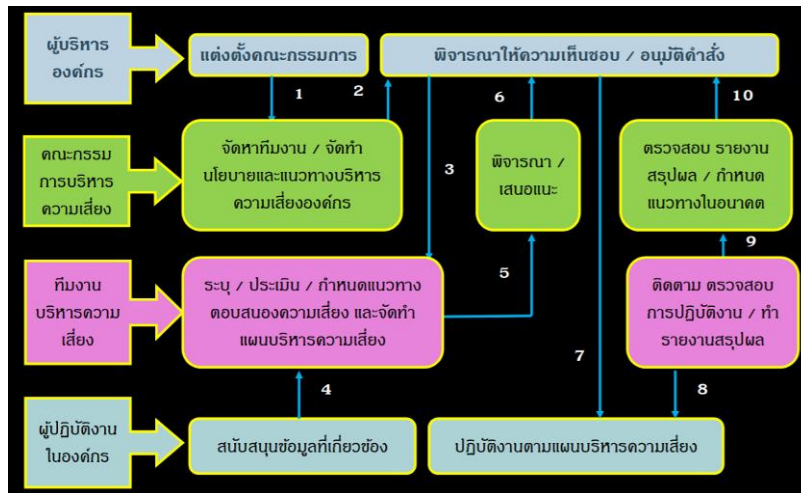 ผู้บริหาร
องค์กร
แต่งตั้งคณะกรรมการ
พิจารณาให้ความเห็นชอบ / อนุมัติคำสั่ง
1
2
6
10
คณะกรรม
การบริหาร
ความเสี่ยง
จัดหาทีมงาน / จัดทำ
นโยบายและแนวทางบริหาร
ความเสี่ยงองค์กร
3
พิจารณา /
เสนอแนะ
ตรวจสอบ รายงาน
สรุปผล / กำหนด
แนวทางในอนาคต
5
9
ทีมงาน
บริหารความ
เสี่ยง
ระบุ / ประเมิน / กำหนดแนวทาง
ตอบสนองความเสี่ยง และจัดทำ
แผนบริหารความเสี่ยง
ติดตาม ตรวจสอบ
การปฏิบัติงาน / ทำ
รายงานสรุปผล
7
4
8
ผู้ปฏิบัติงาน
ในองค์กร
สนับสนุนข้อมูลที่เกี่ยวข้อง
ปฏิบัติงานตามแผนบริหารความเสี่ยง